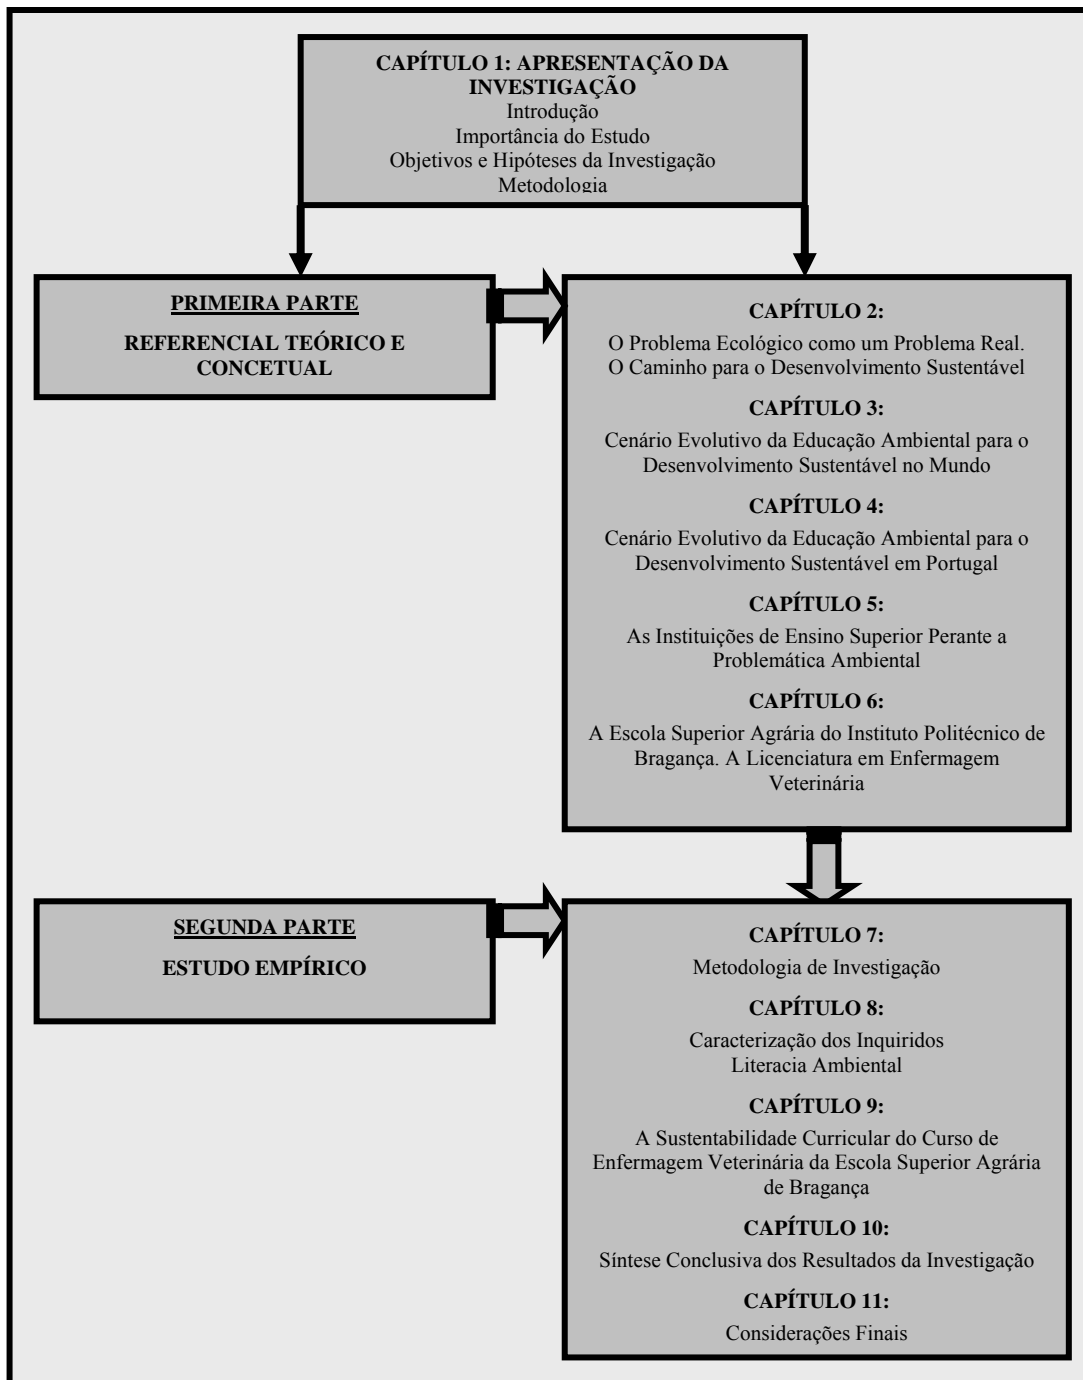 CAPÍTULO 1: APRESENTAÇÃO DA
INVESTIGAÇÃO
Introdução
Importância do Estudo
Objetivos e Hipóteses da Investigação
Metodologia
PRIMEIRA PARTE
REFERENCIAL TEÓRICO E
CONCETUAL
CAPÍTULO 2:
O Problema Ecológico como um Problema Real.
O Caminho para o Desenvolvimento Sustentável
CAPÍTULO 3:
Cenário Evolutivo da Educação Ambiental para o
Desenvolvimento Sustentável no Mundo
CAPÍTULO 4:
Cenário Evolutivo da Educação Ambiental para o
Desenvolvimento Sustentável em Portugal
CAPÍTULO 5:
As Instituições de Ensino Superior Perante a
Problemática Ambiental
CAPÍTULO 6:
A Escola Superior Agrária do Instituto Politécnico de
Bragança. A Licenciatura em Enfermagem
Veterinária
SEGUNDA PARTE
ESTUDO EMPÍRICO
CAPÍTULO 7:
Metodologia de Investigação
CAPÍTULO 8:
Caracterização dos Inquiridos
Literacia Ambiental
CAPÍTULO 9:
A Sustentabilidade Curricular do Curso de
Enfermagem Veterinária da Escola Superior Agrária
de Bragança
CAPÍTULO 10:
Síntese Conclusiva dos Resultados da Investigação
CAPÍTULO 11:
Considerações Finais